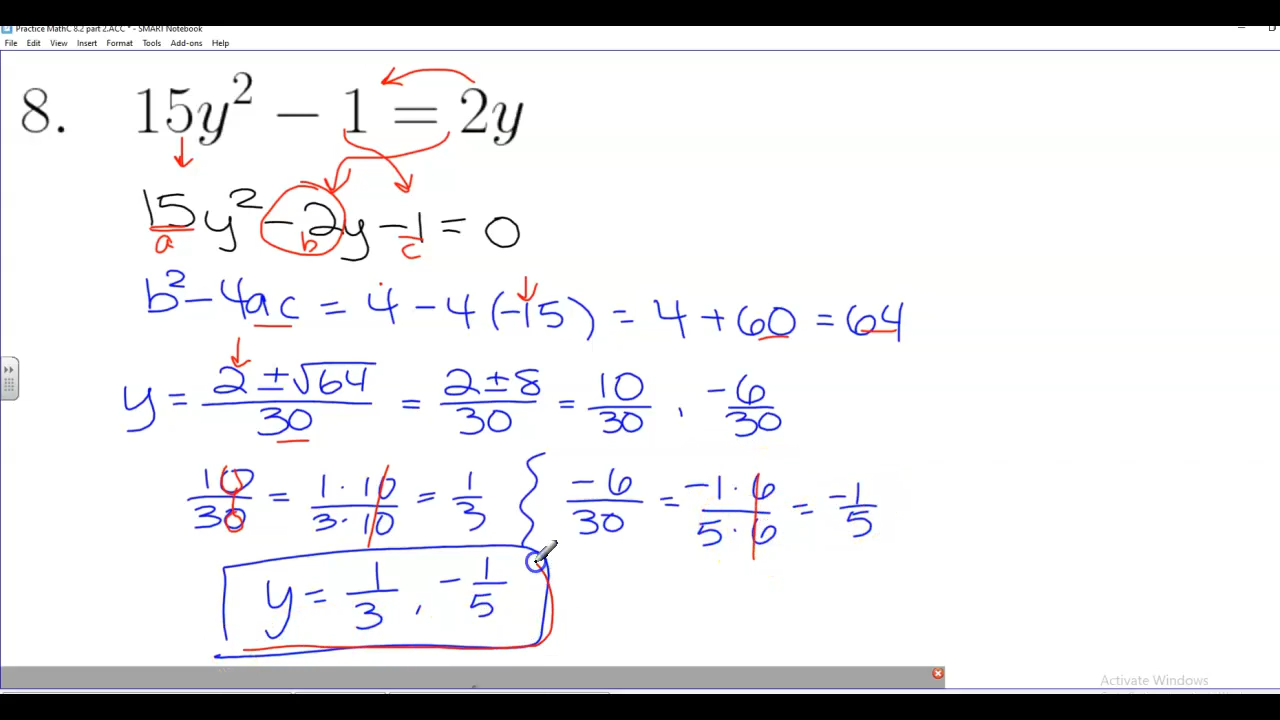 Practice MathC 8.2 part 2.ACC * - SMART Notebook
File Edit View Insert Format Tools Add-ons Help
8. 15y² − 1 = 2y
15y² − 2y − 1 = 0
a b c
b² − 4ac = 4 − 4(−15) = 4 + 60 = 64
y = (2 ± √64)/30 = (2 ± 8)/30 = 10/30 , −6/30
10/30 = (1 · 10)/(3 · 10) = 1/3 { −6/30 = (−1 · 6)/(5 · 6) = −1/5
y = 1/3 , −1/5
Activate Windows